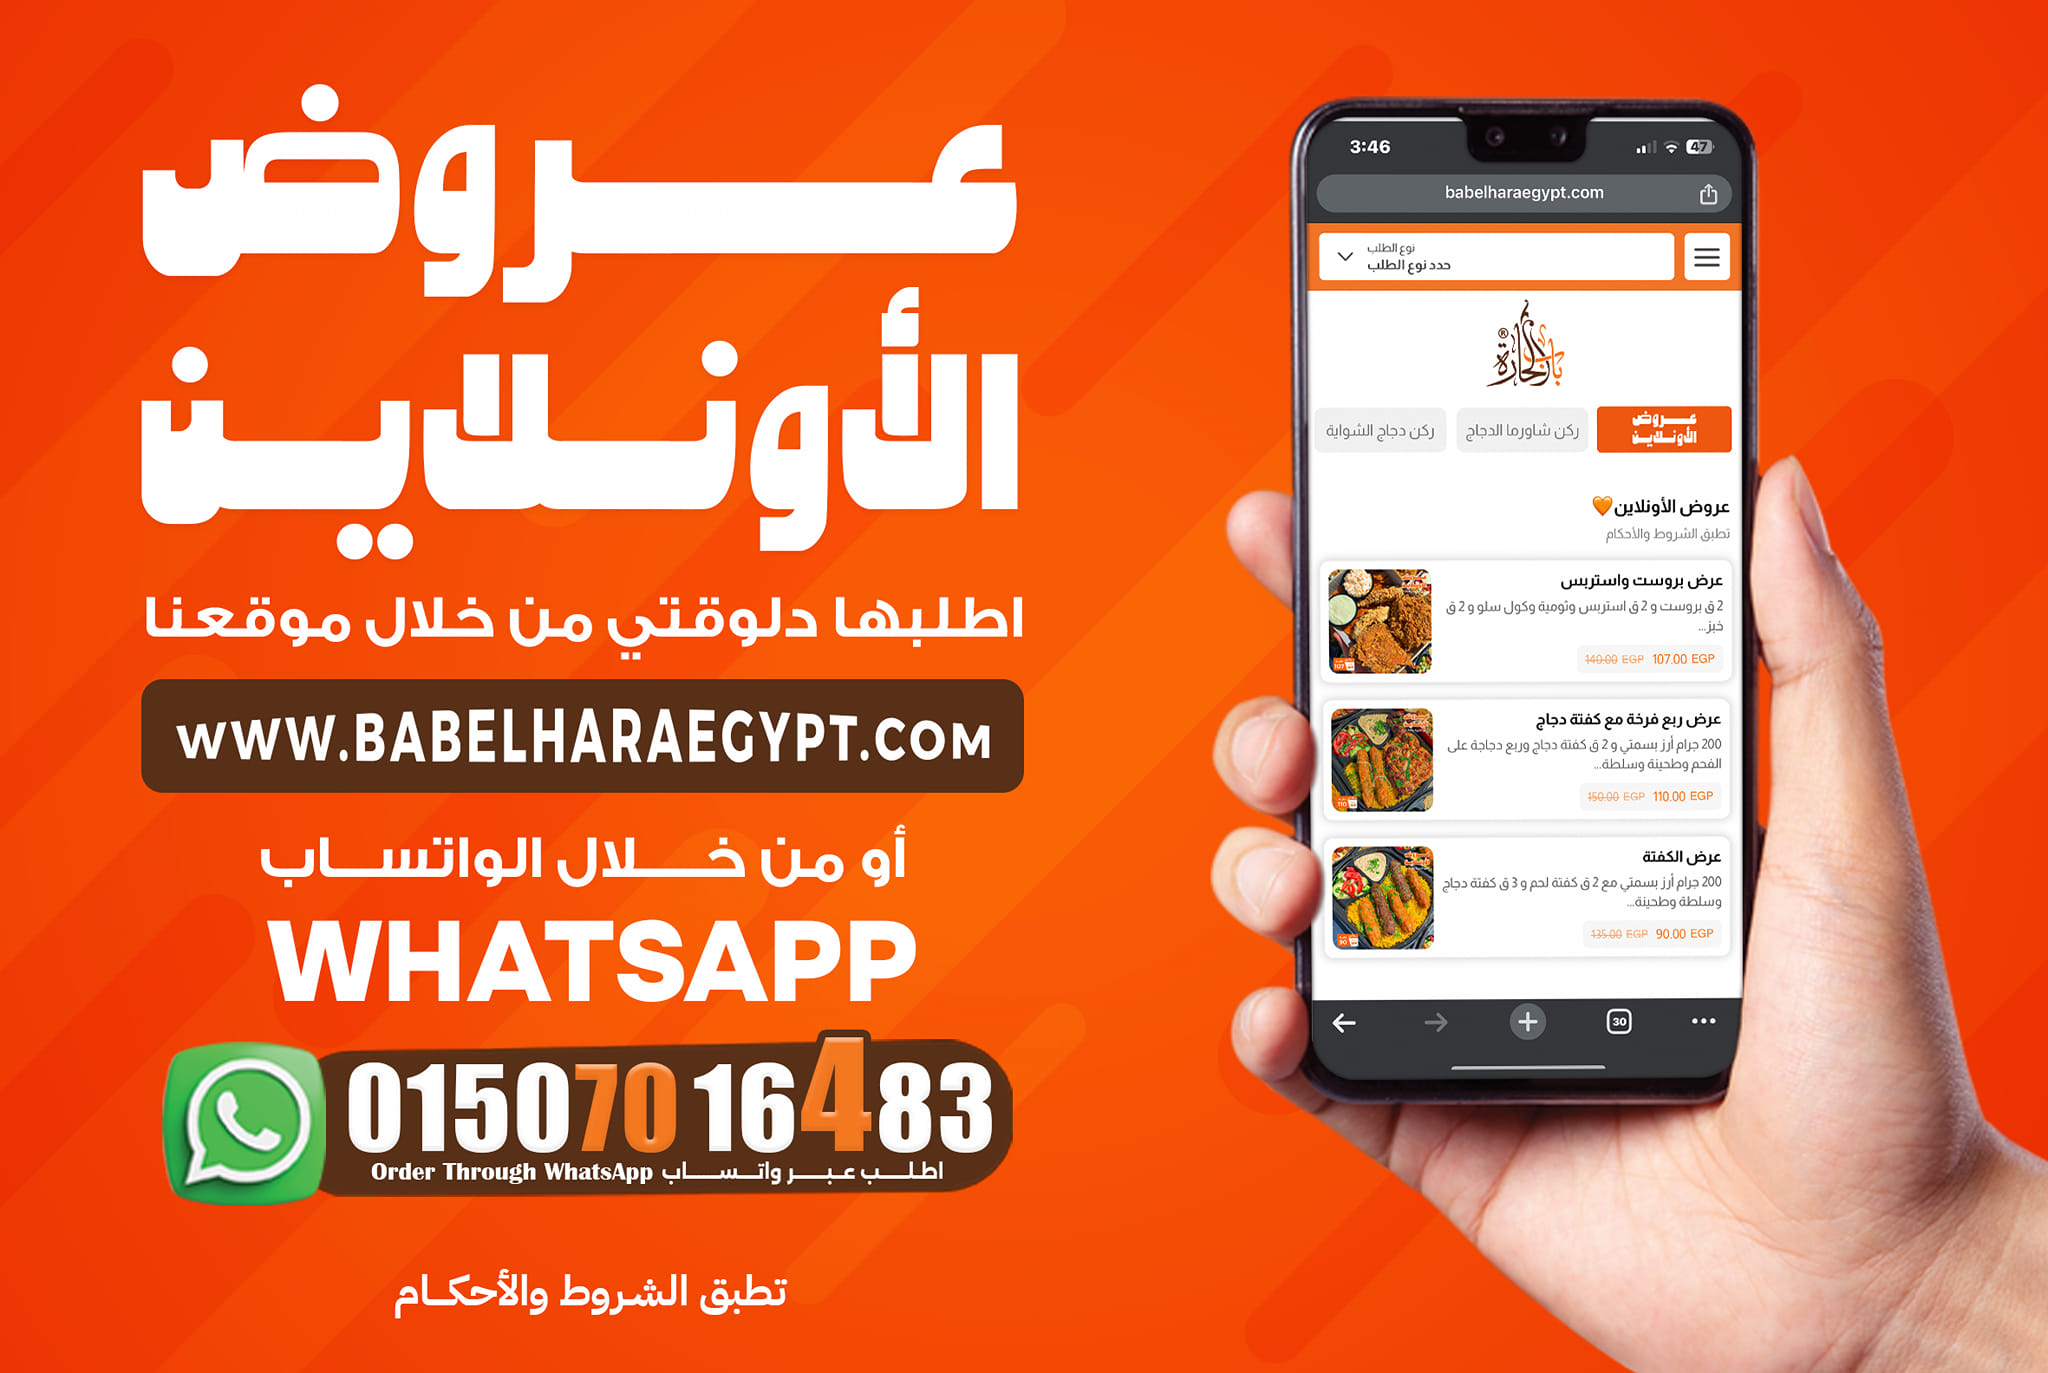 عروض
الأونلاين
اطلبها دلوقتي من خلال موقعنا
WWW.BABELHARAEGYPT.COM
أو من خلال الواتساب
WHATSAPP
01507016483
Order Through WhatsApp اطلب عبر واتساب
تطبق الشروط والأحكام
3:46
47
babelharaegypt.com
نوع الطلب
حدد نوع الطلب
باب الحارة®
عروض
الأونلاين
ركن شاورما الدجاج
ركن دجاج الشواية
عروض الأونلاين🧡
تطبق الشروط والأحكام
عرض بروست واستربس
2 ق بروست و 2 ق استربس وثومية وكول سلو و 2 ق
خبز...
140.00 EGP 107.00 EGP
عرض ربع فرخة مع كفتة دجاج
200 جرام أرز بسمتي و 2 ق كفتة دجاج وربع دجاجة على
الفحم وطحينة وسلطة...
150.00 EGP 110.00 EGP
عرض الكفتة
200 جرام أرز بسمتي مع 2 ق كفتة لحم و 3 ق كفتة دجاج
وسلطة وطحينة...
135.00 EGP 90.00 EGP
30